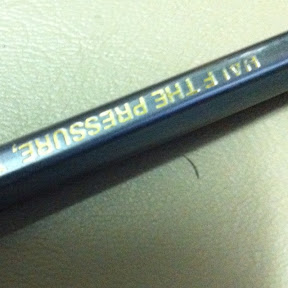 HALF THE PRESSURE,